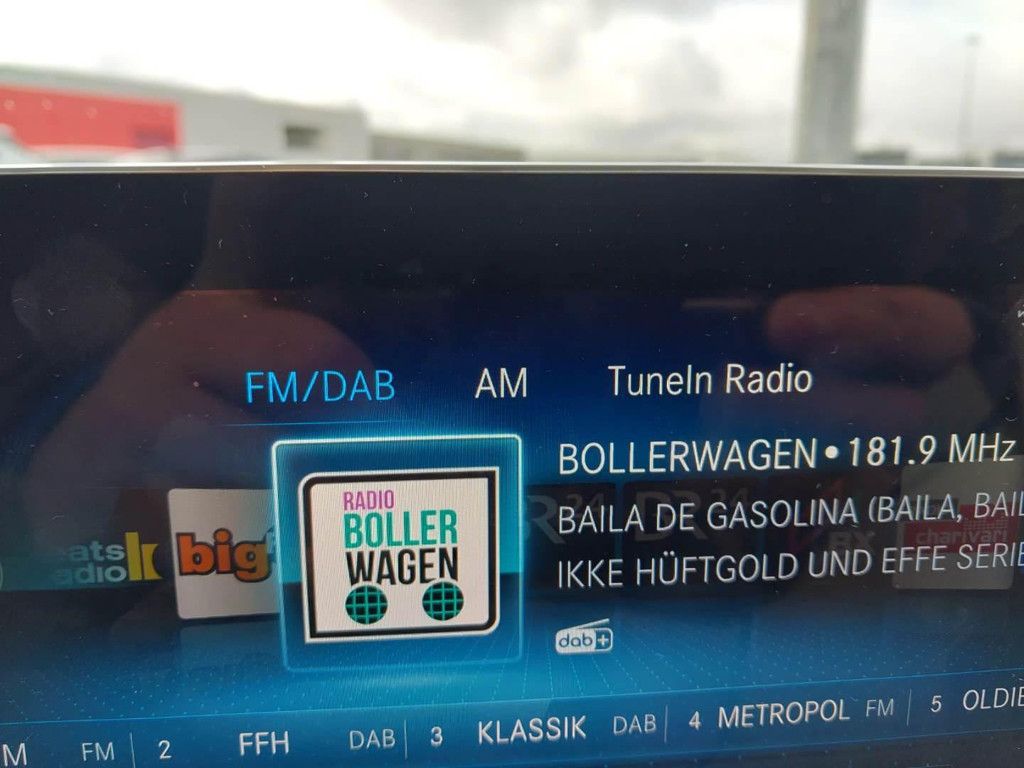 FM/DAB AM TuneIn Radio
BOLLERWAGEN • 181.9 MHz
BAILA DE GASOLINA (BAILA, BAIL
IKKE HÜFTGOLD UND EFFE SERIE
RADIO
BOLLER
WAGEN
big
charivari
dab+
M FM 2 FFH DAB 3 KLASSIK DAB 4 METROPOL FM 5 OLDIE